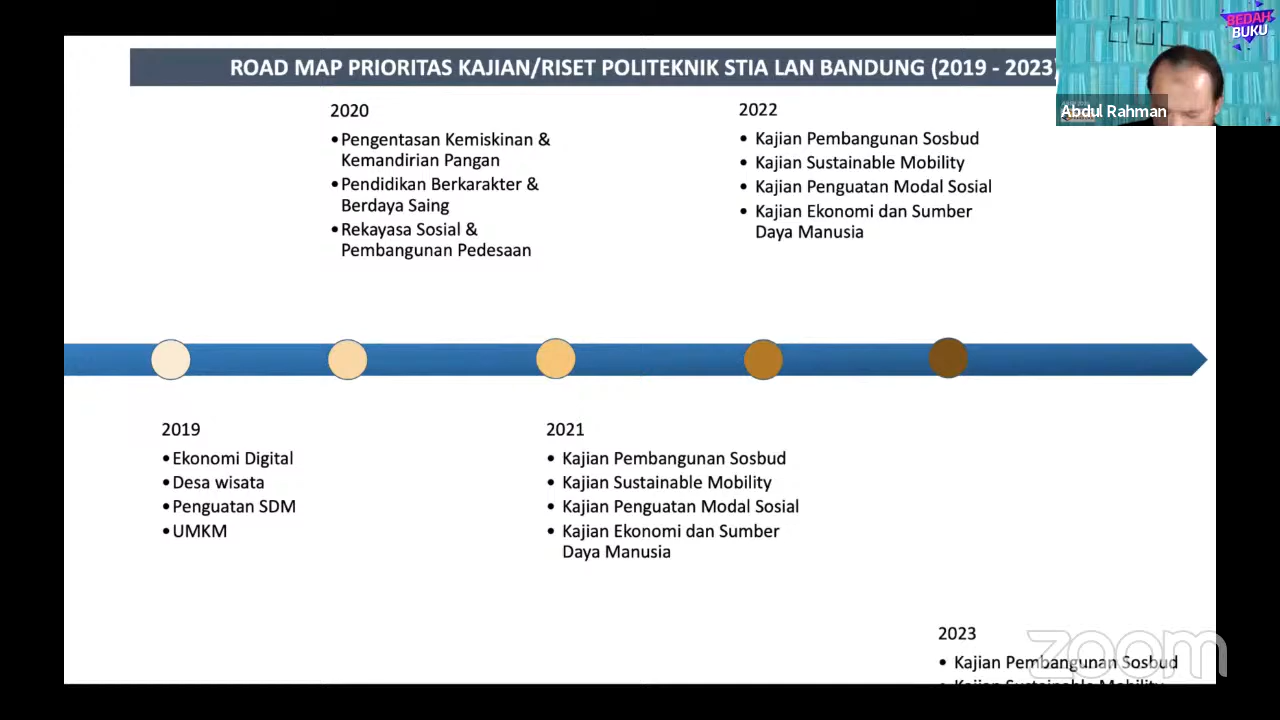 ROAD MAP PRIORITAS KAJIAN/RISET POLITEKNIK STIA LAN BANDUNG (2019 - 2023)
BEDAH
BUKU
Abdul Rahman
2020
•Pengentasan Kemiskinan &
Kemandirian Pangan
•Pendidikan Berkarakter &
Berdaya Saing
•Rekayasa Sosial &
Pembangunan Pedesaan
2022
• Kajian Pembangunan Sosbud
• Kajian Sustainable Mobility
• Kajian Penguatan Modal Sosial
• Kajian Ekonomi dan Sumber
Daya Manusia
2019
•Ekonomi Digital
•Desa wisata
•Penguatan SDM
•UMKM
2021
• Kajian Pembangunan Sosbud
• Kajian Sustainable Mobility
• Kajian Penguatan Modal Sosial
• Kajian Ekonomi dan Sumber
Daya Manusia
2023
• Kajian Pembangunan Sosbud
• Kajian Sustainable Mobility
zoom